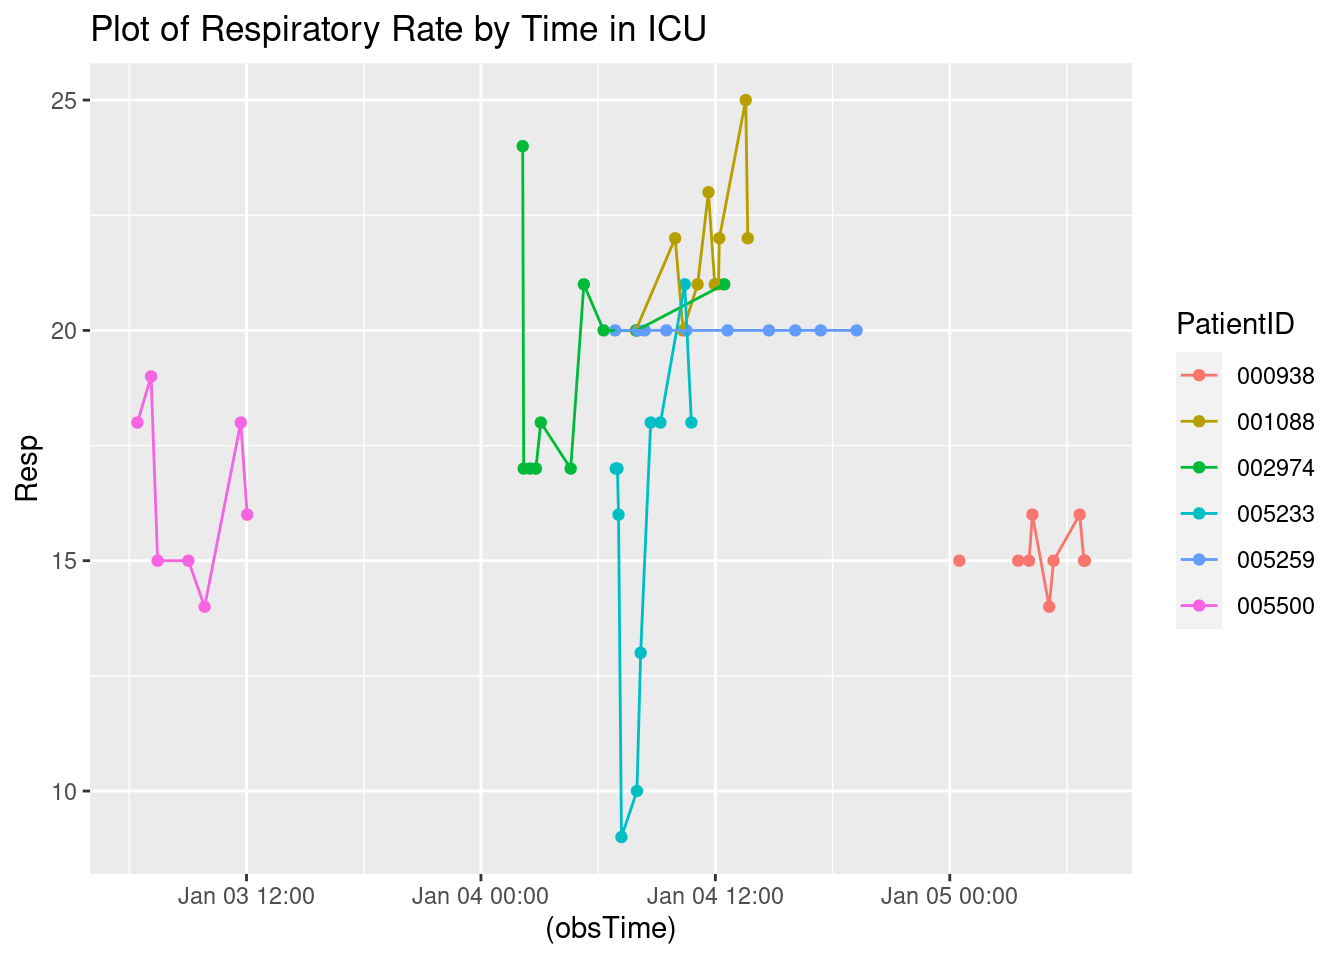 Plot of Respiratory Rate by Time in ICU
25
20
15
10
Resp
Jan 03 12:00
Jan 04 00:00
Jan 04 12:00
Jan 05 00:00
(obsTime)
PatientID
000938
001088
002974
005233
005259
005500